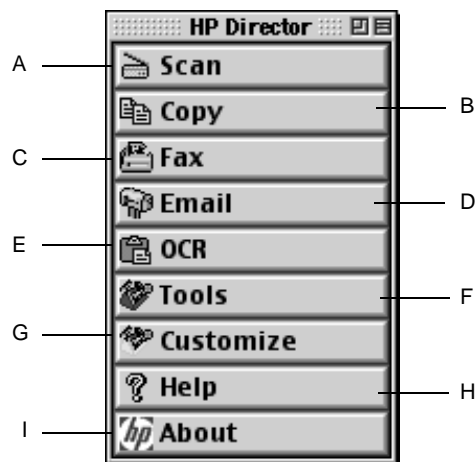 HP Director
A Scan
Copy B
C Fax
Email D
E OCR
Tools F
G Customize
Help H
I hp About